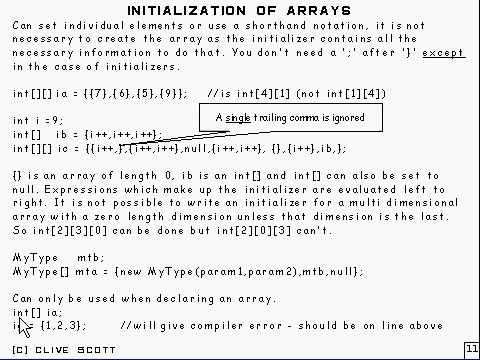 INITIALIZATION OF ARRAYS
Can set individual elements or use a shorthand notation, it is not
necessary to create the array as the initializer contains all the
necessary information to do that. You don't need a ';' after '}' except
in the case of initializers.
int[][] ia = {{7},{6},{5},{9}}; //is int[4][1] (not int[1][4])
A single trailing comma is ignored
int i =9;
int[] ib = {i++,i++,i++};
int[][] ic = {{i++,},{i++,i++},null,{i++,i++}, {},{i++},ib,};
{} is an array of length 0, ib is an int[] and int[] can also be set to
null. Expressions which make up the initializer are evaluated left to
right. It is not possible to write an initializer for a multi dimensional
array with a zero length dimension unless that dimension is the last.
So int[2][3][0] can be done but int[2][0][3] can't.
MyType mtb;
MyType[] mta = {new MyType(param1,param2),mtb,null};
Can only be used when declaring an array.
int[] ia;
= {1,2,3}; //will give compiler error - should be on line above
(C) CLIVE SCOTT
11